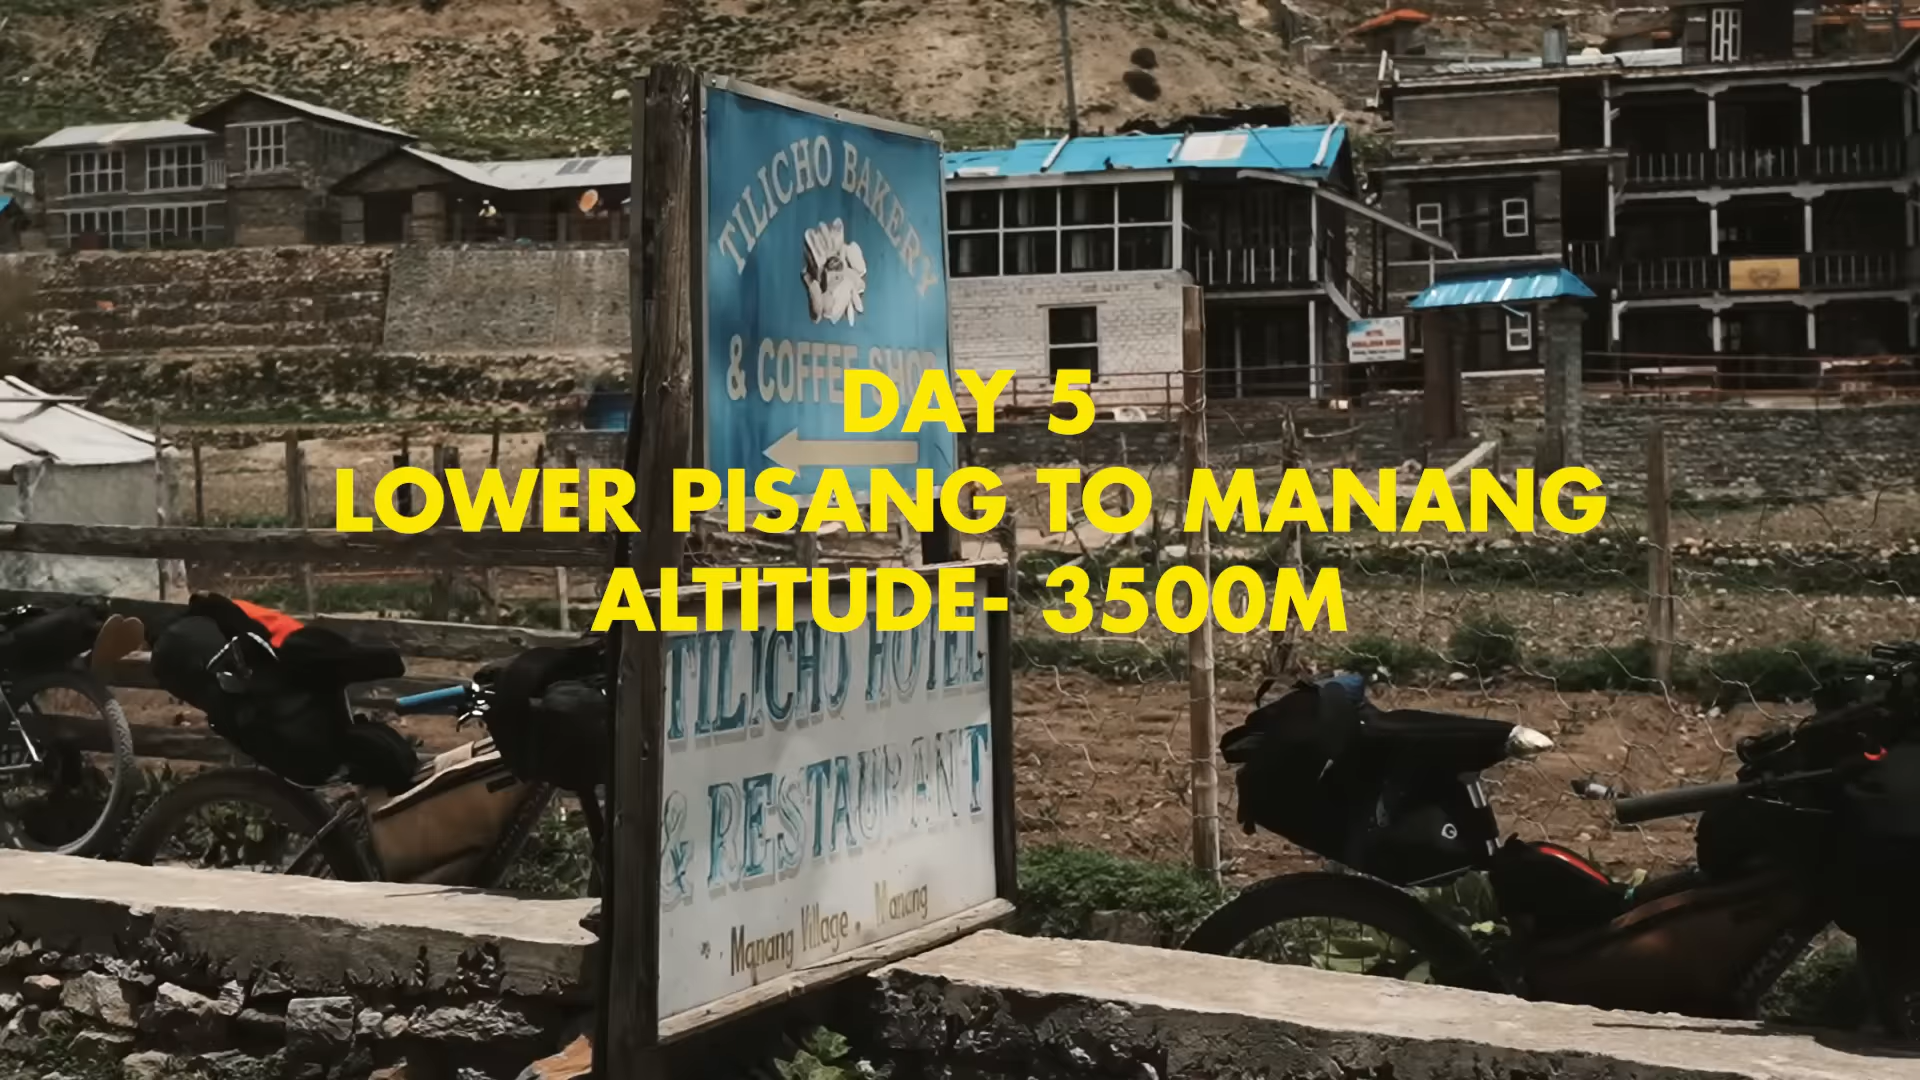 TILICHO BAKERY
& COFFEE SHOP
DAY 5
LOWER PISANG TO MANANG
ALTITUDE- 3500M
TILICHO HOTEL
& RESTAURANT
Manang Village . Manang